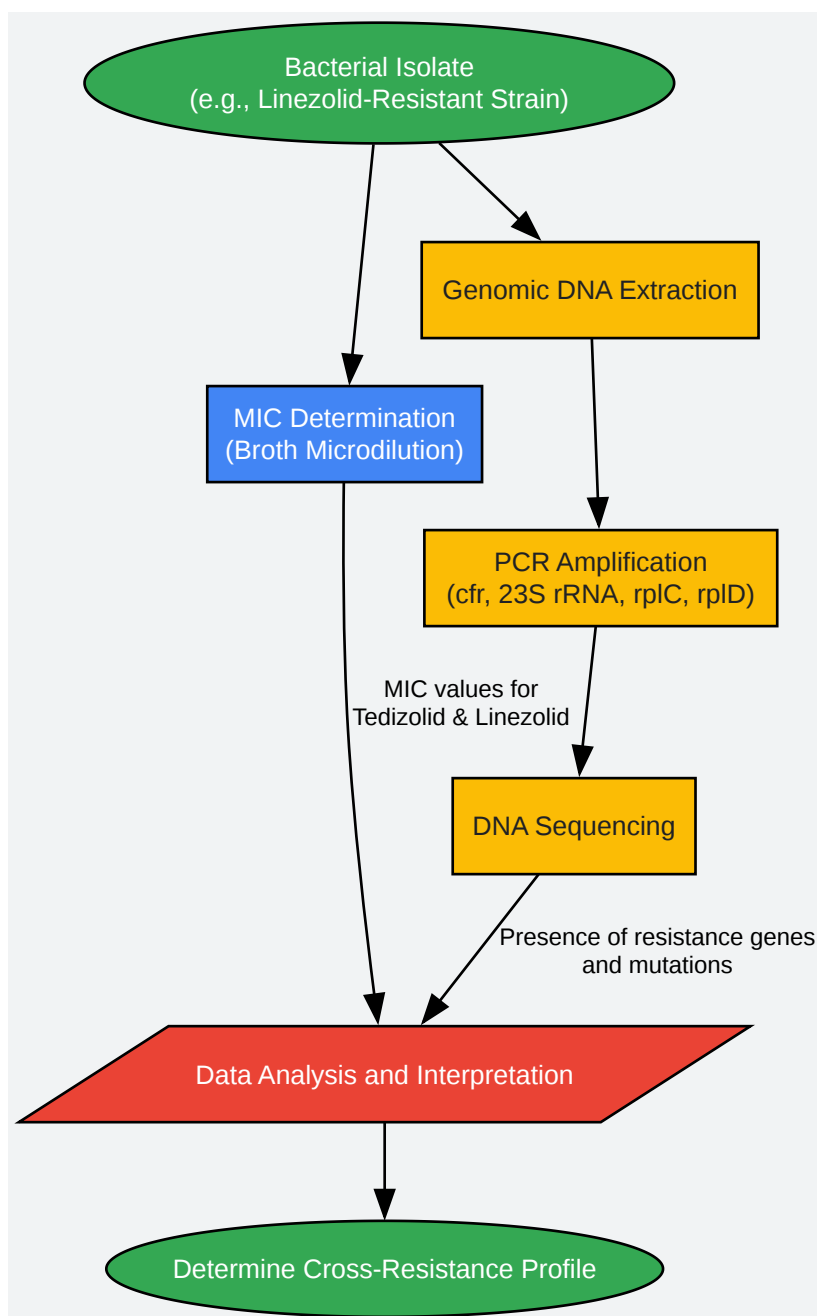 Bacterial Isolate
(e.g., Linezolid-Resistant Strain)
Genomic DNA Extraction
MIC Determination
(Broth Microdilution)
PCR Amplification
(cfr, 23S rRNA, rplC, rplD)
MIC values for
Tedizolid & Linezolid
DNA Sequencing
Presence of resistance genes
and mutations
Data Analysis and Interpretation
Determine Cross-Resistance Profile